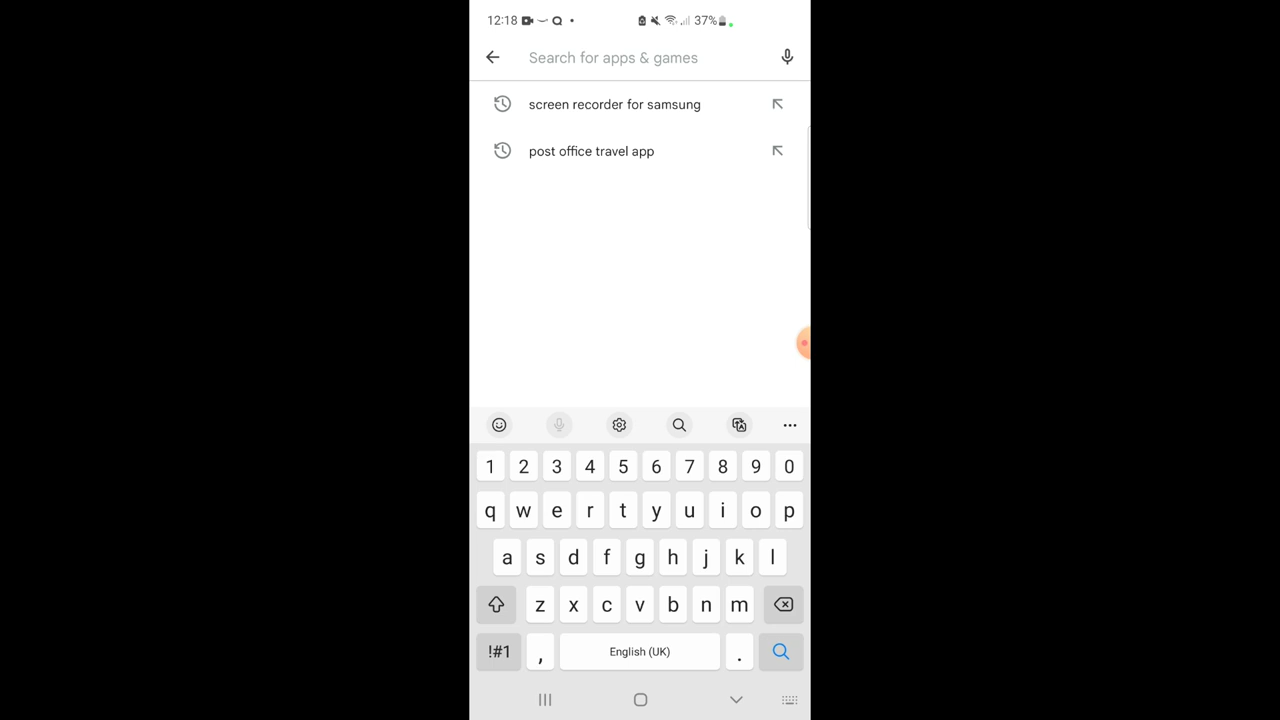 12:18 37%
Search for apps & games
screen recorder for samsung
post office travel app
1 2 3 4 5 6 7 8 9 0
q w e r t y u i o p
a s d f g h j k l
z x c v b n m
!#1 , English (UK) .